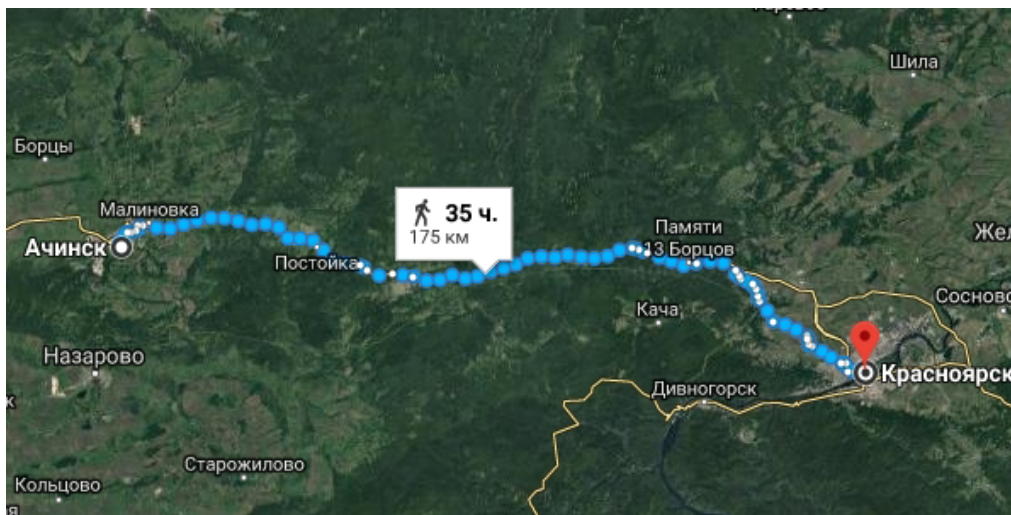 Шила
Борцы
Малиновка
35 ч.
175 км
Памяти
13 Борцов
Жел
Ачинск
Постойка
Кача
Сосново
Назарово
Красноярск
Дивногорск
Старожилово
Кольцово